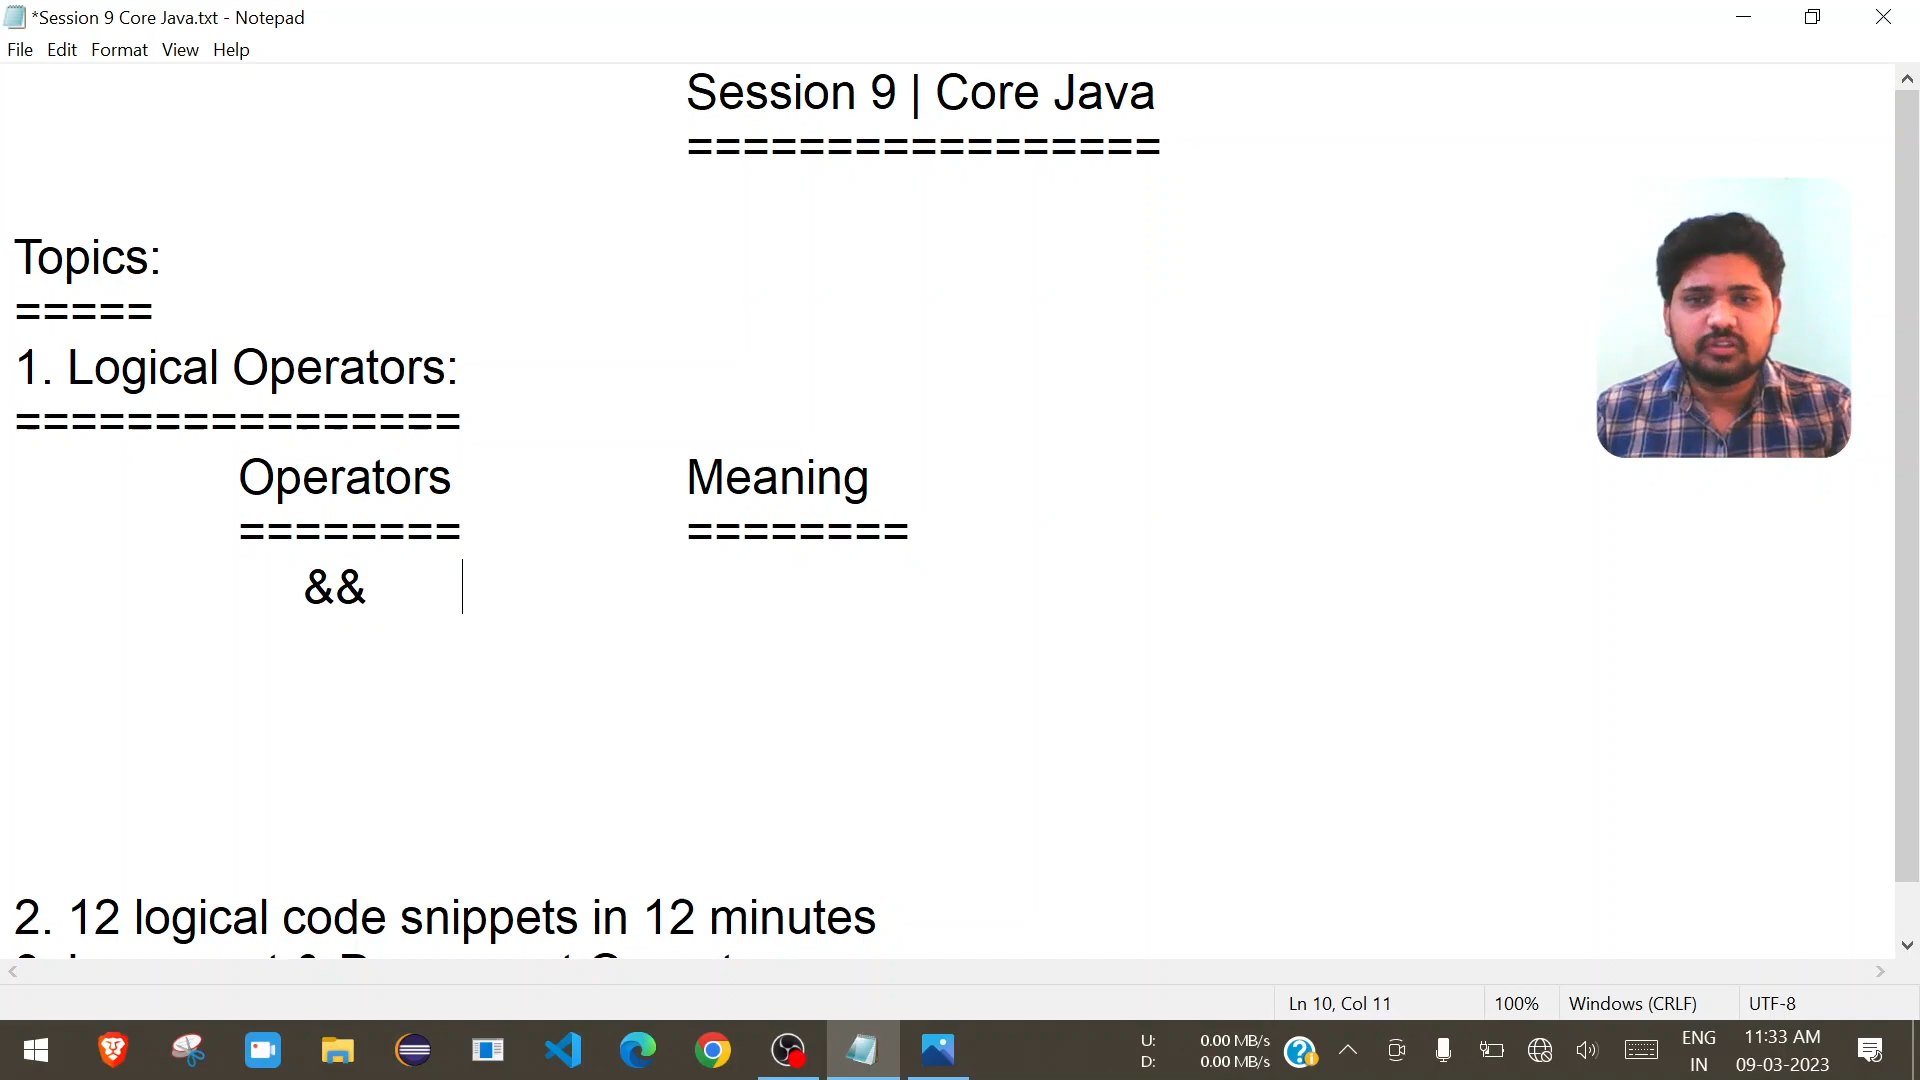 *Session 9 Core Java.txt - Notepad
File Edit Format View Help
Session 9 | Core Java
=================
Topics:
=====
1. Logical Operators:
================
Operators Meaning
======== ========
&&
2. 12 logical code snippets in 12 minutes
Ln 10, Col 11 100% Windows (CRLF) UTF-8
U: 0.00 MB/s
D: 0.00 MB/s
ENG
IN
11:33 AM
09-03-2023